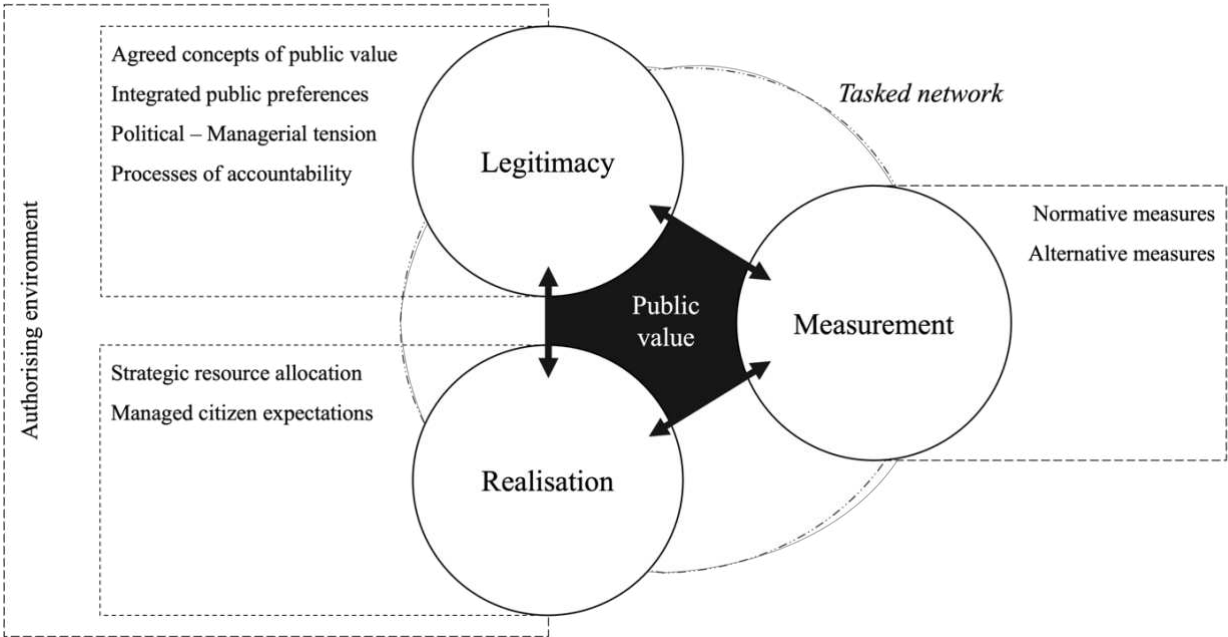 Authorising environment
Agreed concepts of public value
Integrated public preferences
Political – Managerial tension
Processes of accountability
Legitimacy
Tasked network
Normative measures
Alternative measures
Public
value
Measurement
Strategic resource allocation
Managed citizen expectations
Realisation